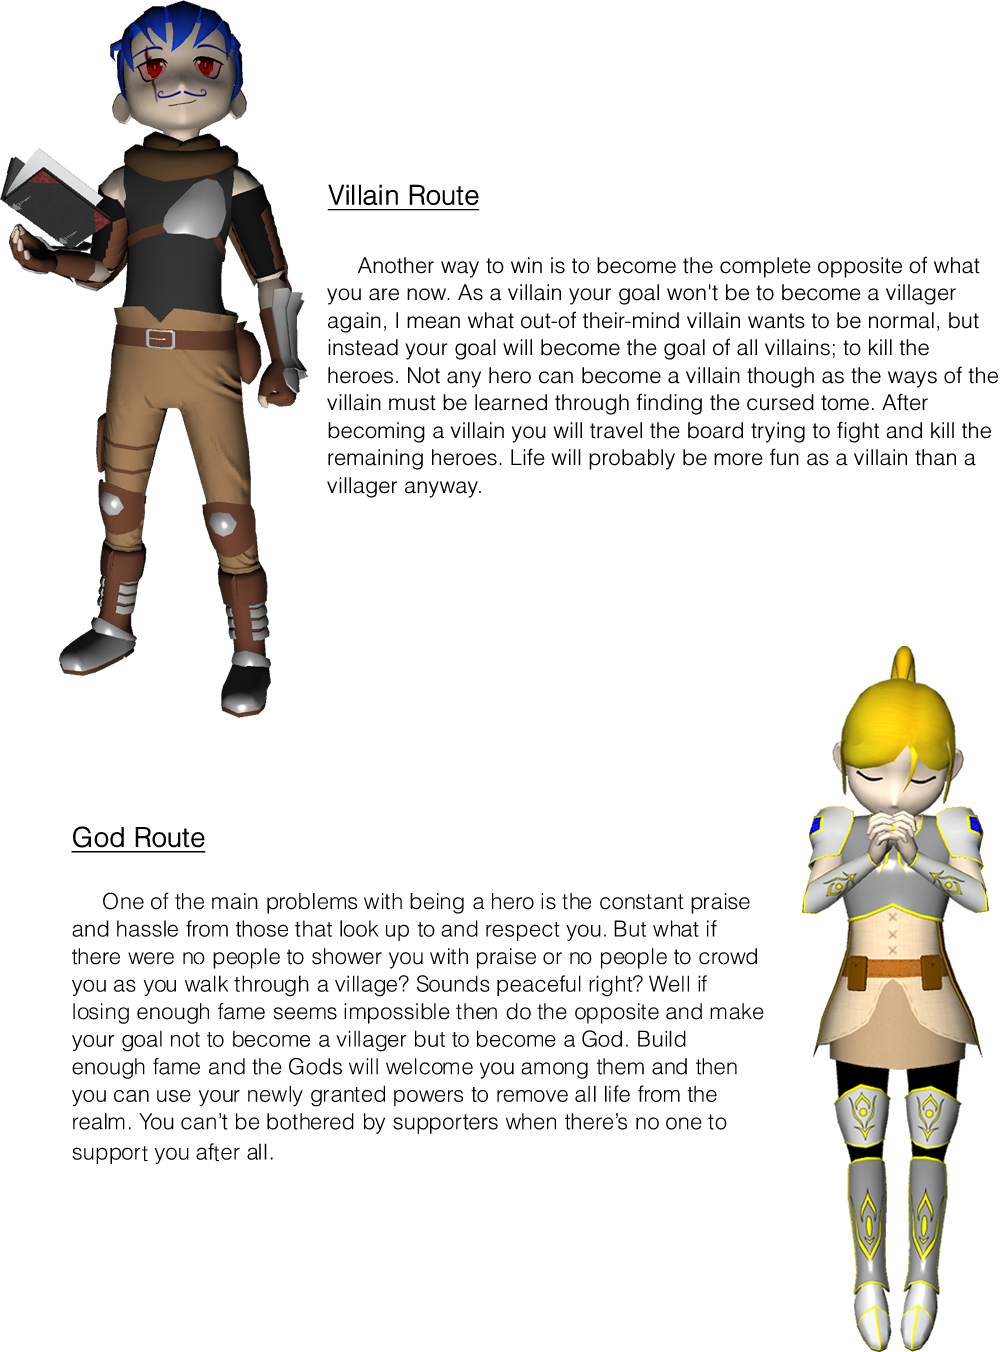 Villain Route
Another way to win is to become the complete opposite of what
you are now. As a villain your goal won't be to become a villager
again, I mean what out-of their-mind villain wants to be normal, but
instead your goal will become the goal of all villains; to kill the
heroes. Not any hero can become a villain though as the ways of the
villain must be learned through finding the cursed tome. After
becoming a villain you will travel the board trying to fight and kill the
remaining heroes. Life will probably be more fun as a villain than a
villager anyway.
God Route
One of the main problems with being a hero is the constant praise
and hassle from those that look up to and respect you. But what if
there were no people to shower you with praise or no people to crowd
you as you walk through a village? Sounds peaceful right? Well if
losing enough fame seems impossible then do the opposite and make
your goal not to become a villager but to become a God. Build
enough fame and the Gods will welcome you among them and then
you can use your newly granted powers to remove all life from the
realm. You can’t be bothered by supporters when there’s no one to
support you after all.